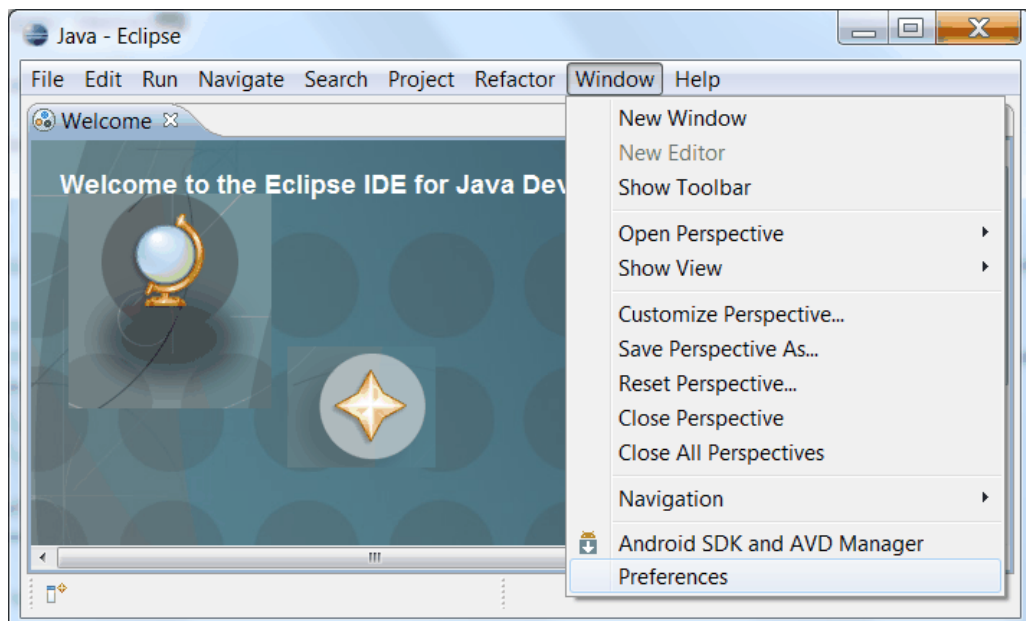 Java - Eclipse
File Edit Run Navigate Search Project Refactor Window Help
Welcome
Welcome to the Eclipse IDE for Java Dev
New Window
New Editor
Show Toolbar
Open Perspective
Show View
Customize Perspective...
Save Perspective As...
Reset Perspective...
Close Perspective
Close All Perspectives
Navigation
Android SDK and AVD Manager
Preferences